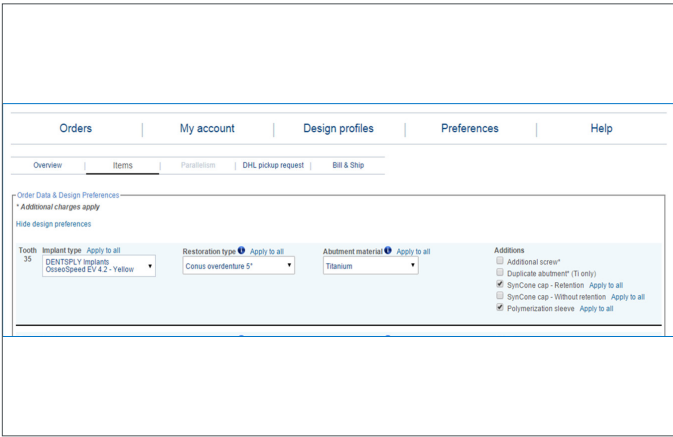 Orders | My account | Design profiles | Preferences | Help
Overview | Items | Parallelism | DHL pickup request | Bill & Ship
Order Data & Design Preferences
* Additional charges apply
Hide design preferences
Tooth Implant type Apply to all Restoration type Apply to all Abutment material Apply to all Additions
35 DENTSPLY Implants OsseoSpeed EV 4.2 - Yellow Conus overdenture 5° Titanium
Additional screw*
Duplicate abutment* (Ti only)
SynCone cap - Retention Apply to all
SynCone cap - Without retention Apply to all
Polymerization sleeve Apply to all